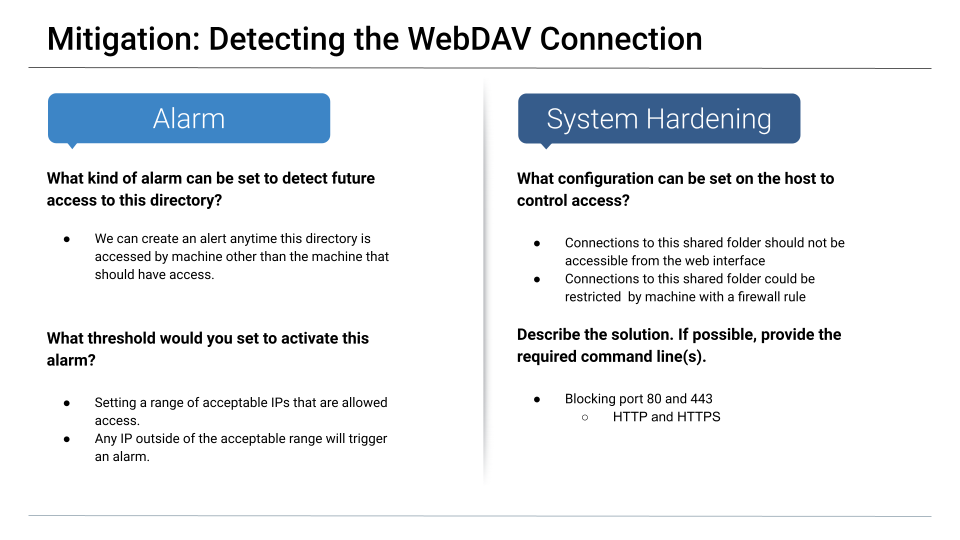 Mitigation: Detecting the WebDAV Connection
Alarm
What kind of alarm can be set to detect future
access to this directory?
● We can create an alert anytime this directory is
accessed by machine other than the machine that
should have access.
What threshold would you set to activate this
alarm?
● Setting a range of acceptable IPs that are allowed
access.
● Any IP outside of the acceptable range will trigger
an alarm.
System Hardening
What configuration can be set on the host to
control access?
● Connections to this shared folder should not be
accessible from the web interface
● Connections to this shared folder could be
restricted  by machine with a firewall rule
Describe the solution. If possible, provide the
required command line(s).
● Blocking port 80 and 443
○ HTTP and HTTPS